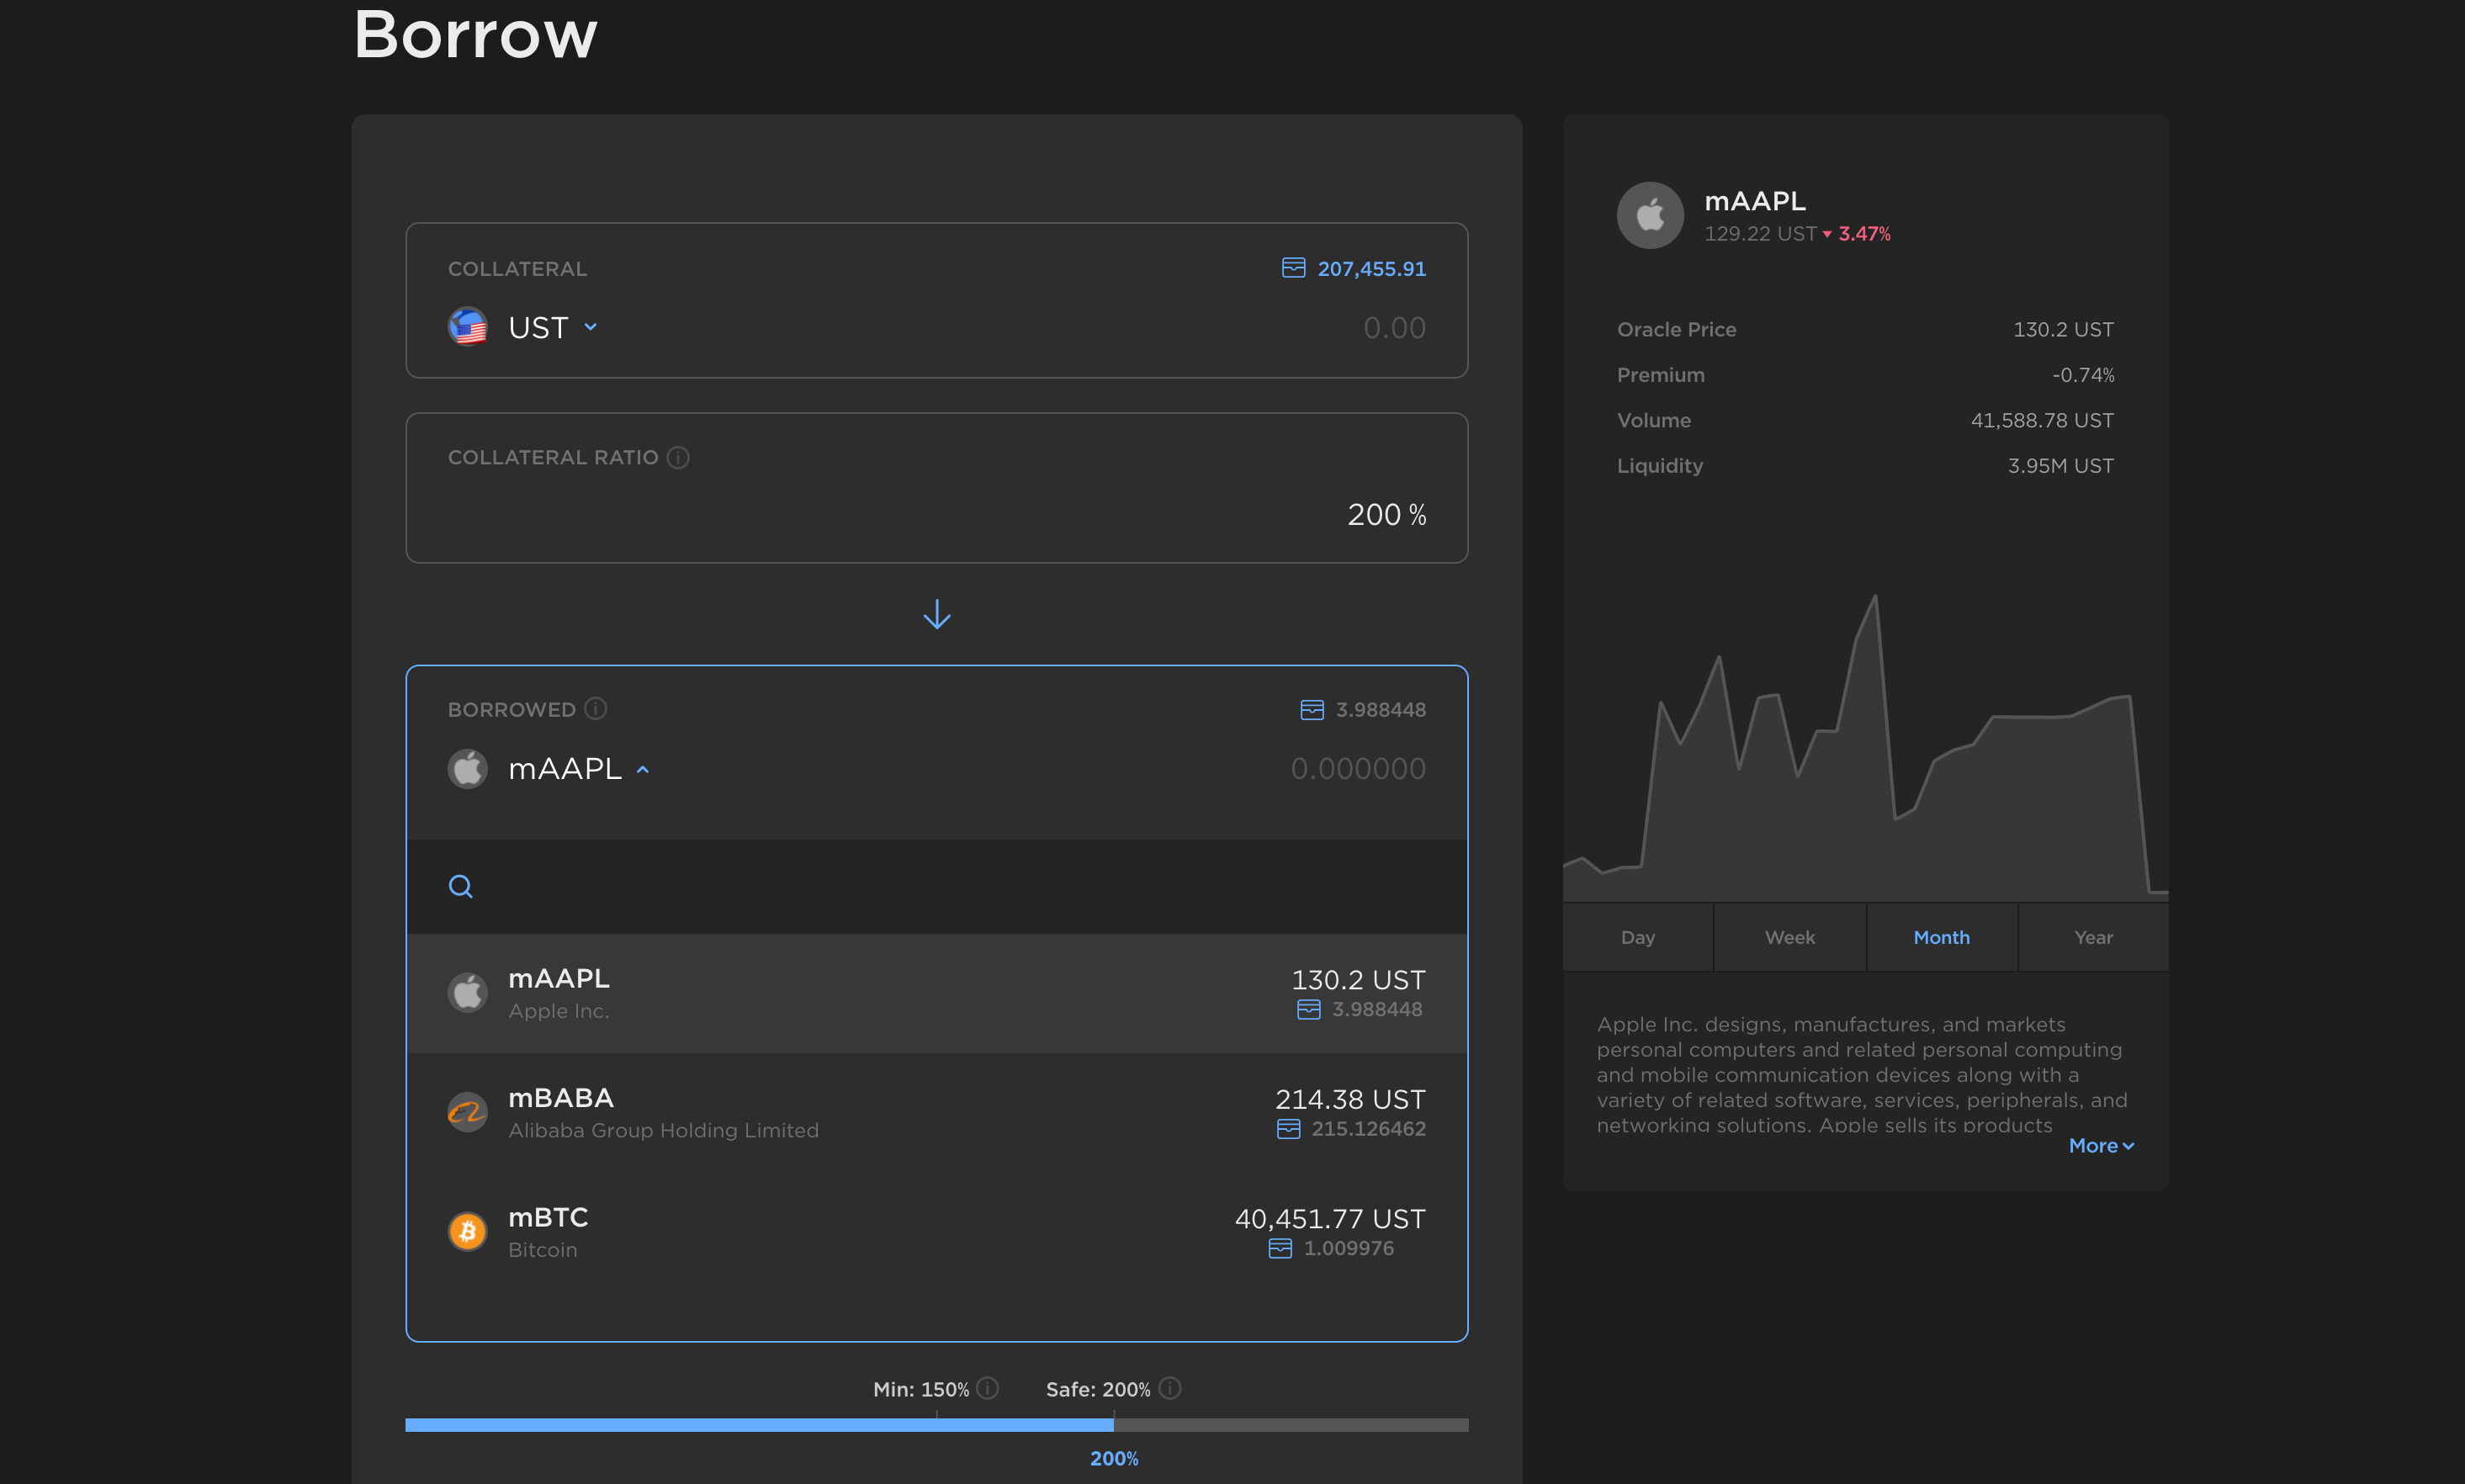 Borrow
COLLATERAL
207,455.91
UST
0.00
COLLATERAL RATIO
200 %
BORROWED
3.988448
mAAPL
0.000000
mAAPL
130.2 UST
Apple Inc.
3.988448
mBABA
214.38 UST
Alibaba Group Holding Limited
215.126462
mBTC
40,451.77 UST
Bitcoin
1.009976
Min: 150%
Safe: 200%
200%
mAAPL
129.22 UST 3.47%
Oracle Price 130.2 UST
Premium -0.74%
Volume 41,588.78 UST
Liquidity 3.95M UST
Day Week Month Year
Apple Inc. designs, manufactures, and markets
personal computers and related personal computing
and mobile communication devices along with a
variety of related software, services, peripherals, and
networking solutions. Apple sells its products
More